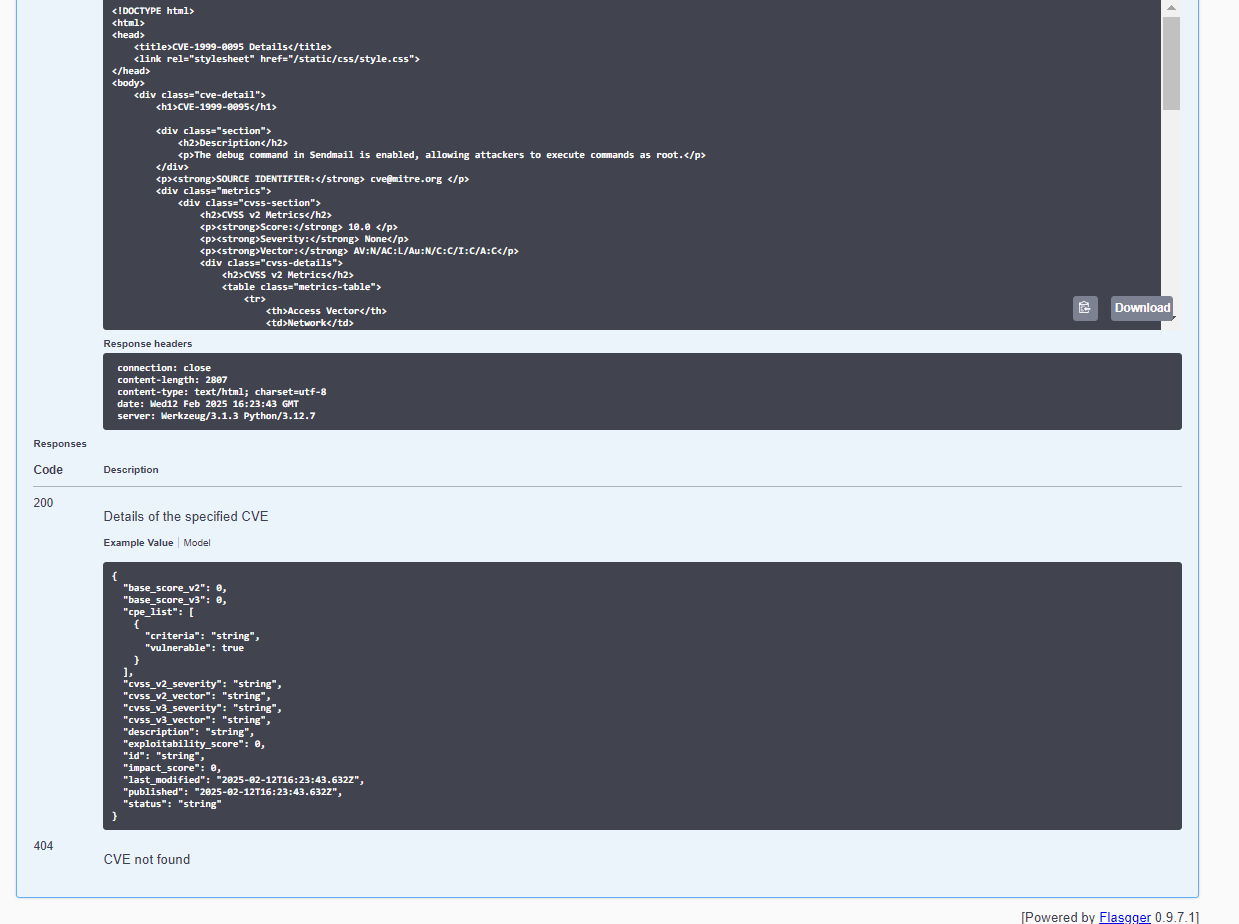 <!DOCTYPE html>
<html>
<head>
    <title>CVE-1999-0095 Details</title>
    <link rel="stylesheet" href="/static/css/style.css">
</head>
<body>
    <div class="cve-detail">
        <h1>CVE-1999-0095</h1>

        <div class="section">
            <h2>Description</h2>
            <p>The debug command in Sendmail is enabled, allowing attackers to execute commands as root.</p>
        </div>
        <p><strong>SOURCE IDENTIFIER:</strong> cve@mitre.org </p>
        <div class="metrics">
            <div class="cvss-section">
                <h2>CVSS v2 Metrics</h2>
                <p><strong>Score:</strong> 10.0 </p>
                <p><strong>Severity:</strong> None</p>
                <p><strong>Vector:</strong> AV:N/AC:L/Au:N/C:C/I:C/A:C</p>
                <div class="cvss-details">
                    <h2>CVSS v2 Metrics</h2>
                    <table class="metrics-table">
                        <tr>
                            <th>Access Vector</th>
                            <td>Network</td>
Download
Response headers
connection: close
content-length: 2807
content-type: text/html; charset=utf-8
date: Wed12 Feb 2025 16:23:43 GMT
server: Werkzeug/3.1.3 Python/3.12.7
Responses
Code Description
200
Details of the specified CVE
Example Value Model
{
  "base_score_v2": 0,
  "base_score_v3": 0,
  "cpe_list": [
    {
      "criteria": "string",
      "vulnerable": true
    }
  ],
  "cvss_v2_severity": "string",
  "cvss_v2_vector": "string",
  "cvss_v3_severity": "string",
  "cvss_v3_vector": "string",
  "description": "string",
  "exploitability_score": 0,
  "id": "string",
  "impact_score": 0,
  "last_modified": "2025-02-12T16:23:43.632Z",
  "published": "2025-02-12T16:23:43.632Z",
  "status": "string"
}
404
CVE not found
[Powered by Flasgger 0.9.7.1]